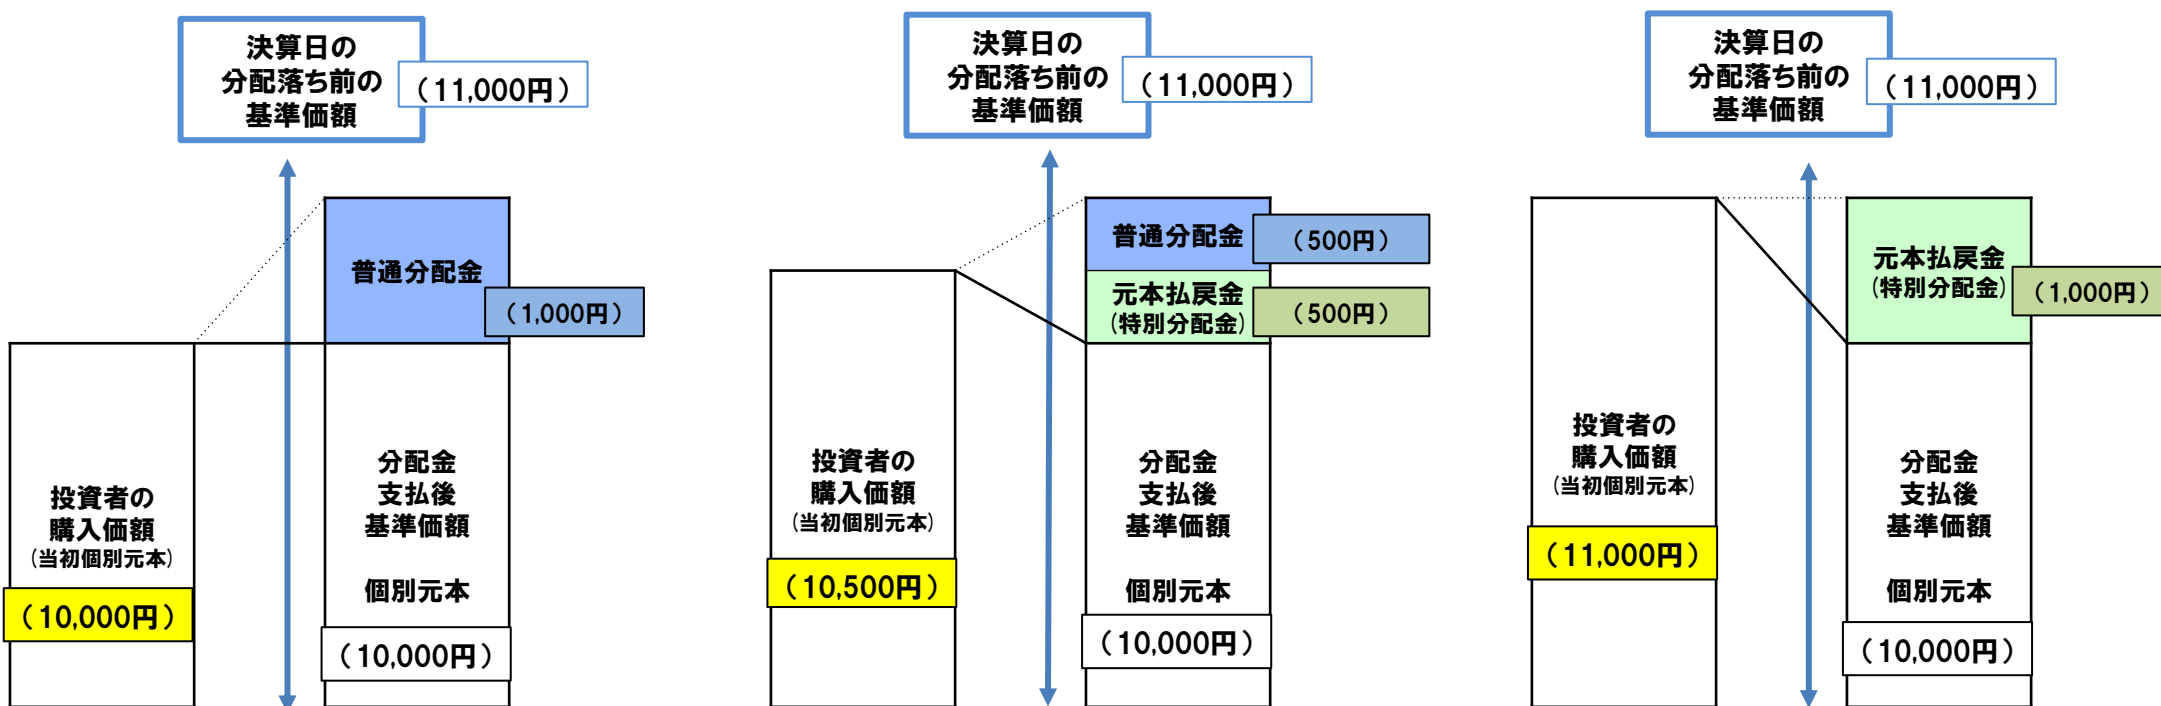 決算日の
分配落ち前の
基準価額
（11,000円）
普通分配金
（1,000円）
投資者の
購入価額
(当初個別元本)
（10,000円）
分配金
支払後
基準価額
個別元本
（10,000円）
決算日の
分配落ち前の
基準価額
（11,000円）
普通分配金
（500円）
元本払戻金
(特別分配金)
（500円）
投資者の
購入価額
(当初個別元本)
（10,500円）
分配金
支払後
基準価額
個別元本
（10,000円）
決算日の
分配落ち前の
基準価額
（11,000円）
元本払戻金
(特別分配金)
（1,000円）
投資者の
購入価額
(当初個別元本)
（11,000円）
分配金
支払後
基準価額
個別元本
（10,000円）